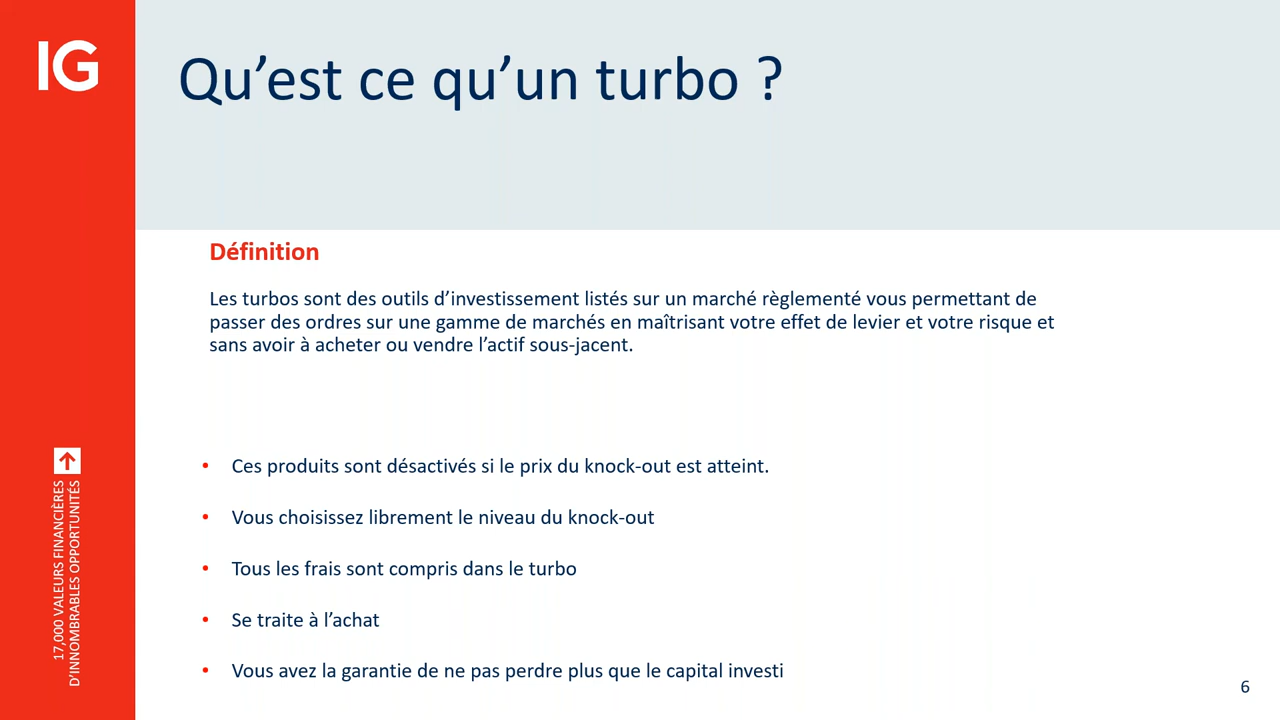 IG
Qu’est ce qu’un turbo ?
Définition
Les turbos sont des outils d’investissement listés sur un marché règlementé vous permettant de
passer des ordres sur une gamme de marchés en maîtrisant votre effet de levier et votre risque et
sans avoir à acheter ou vendre l’actif sous-jacent.
• Ces produits sont désactivés si le prix du knock-out est atteint.
• Vous choisissez librement le niveau du knock-out
• Tous les frais sont compris dans le turbo
• Se traite à l’achat
• Vous avez la garantie de ne pas perdre plus que le capital investi
17,000 VALEURS FINANCIÈRES
D’INNOMBRABLES OPPORTUNITÉS
6